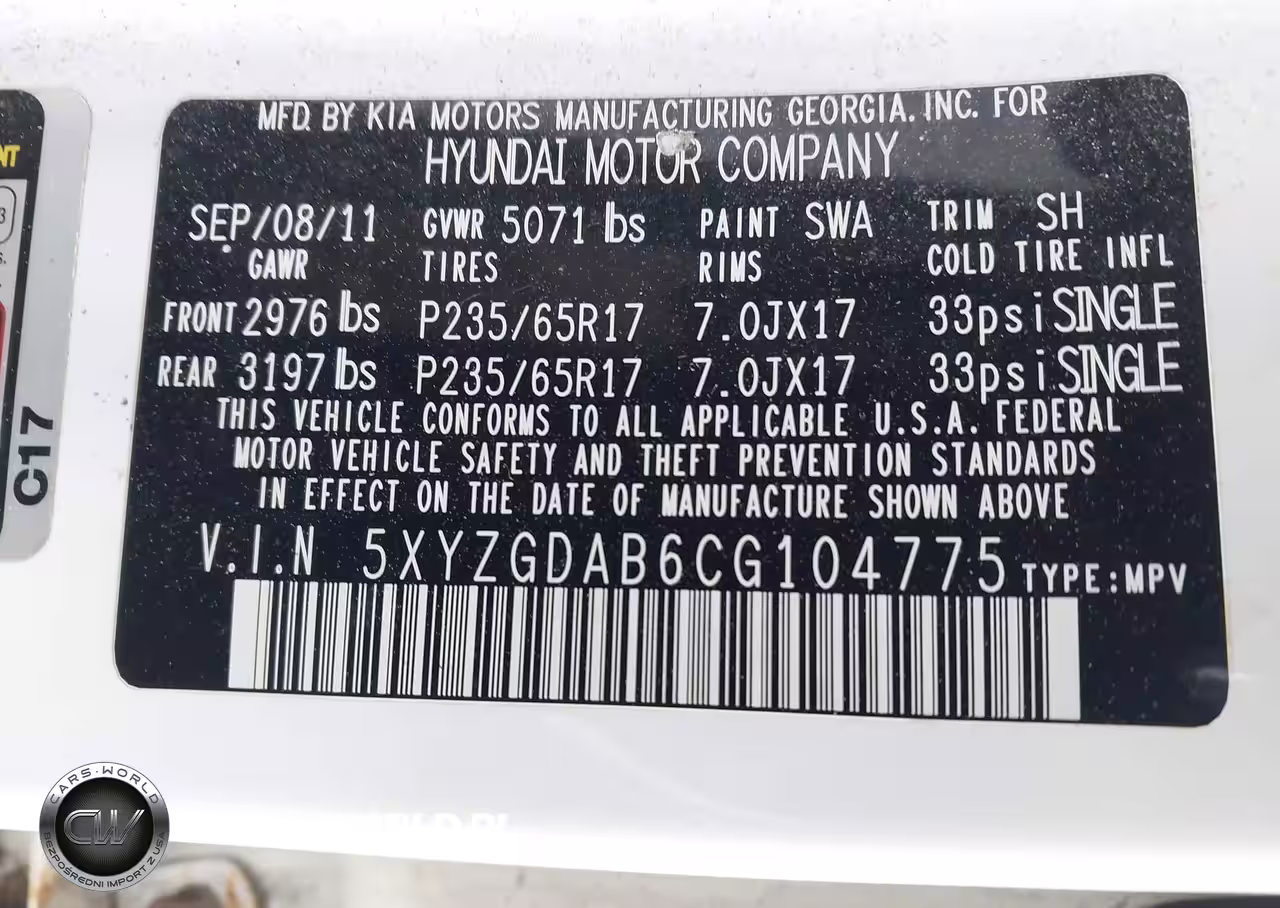 MFD. BY KIA MOTORS MANUFACTURING GEORGIA. INC. FOR
HYUNDAI MOTOR COMPANY
SEP/08/11 GVWR 5071 lbs PAINT SWA TRIM SH
GAWR TIRES RIMS COLD TIRE INFL
FRONT 2976 lbs P235/65R17 7.0JX17 33psi SINGLE
REAR 3197 lbs P235/65R17 7.0JX17 33psi SINGLE
THIS VEHICLE CONFORMS TO ALL APPLICABLE U.S.A. FEDERAL
MOTOR VEHICLE SAFETY AND THEFT PREVENTION STANDARDS
IN EFFECT ON THE DATE OF MANUFACTURE SHOWN ABOVE
V.I.N 5XYZGDAB6CG104775 TYPE:MPV
C17
CARS-WORLD
CW
BEZPOŚREDNI IMPORT Z USA